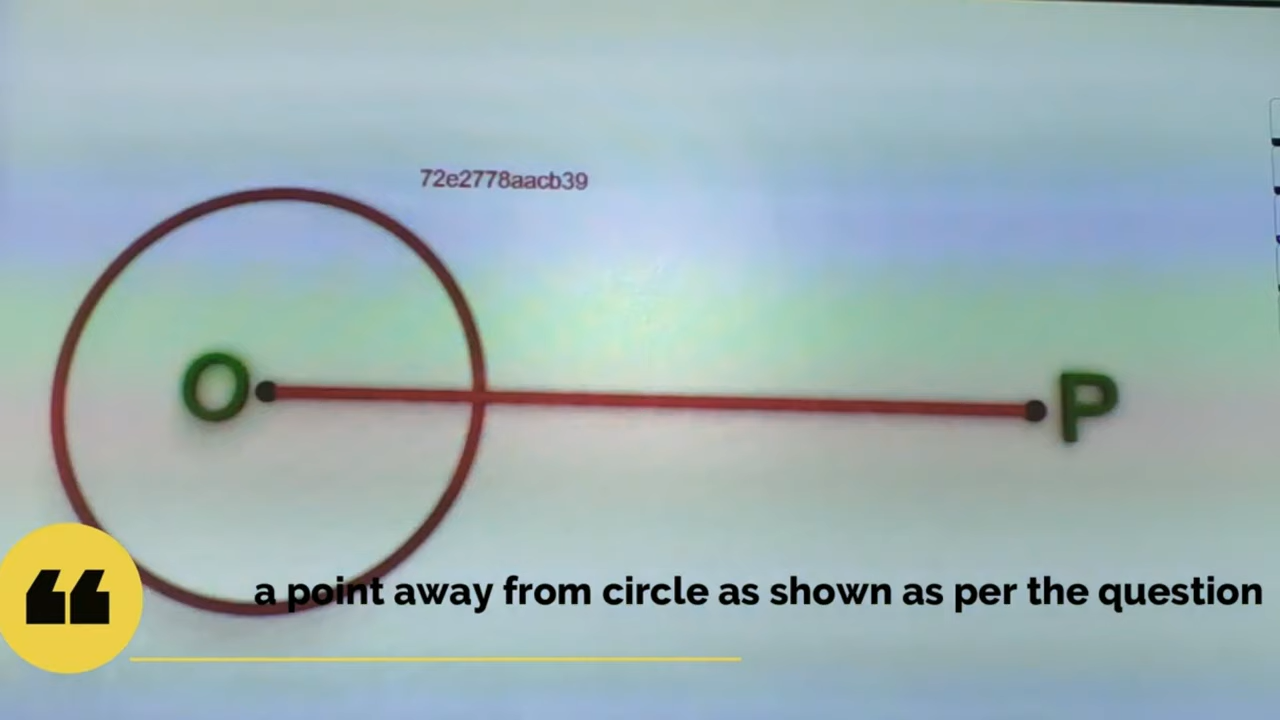 72e2778aacb39
O
P
a point away from circle as shown as per the question